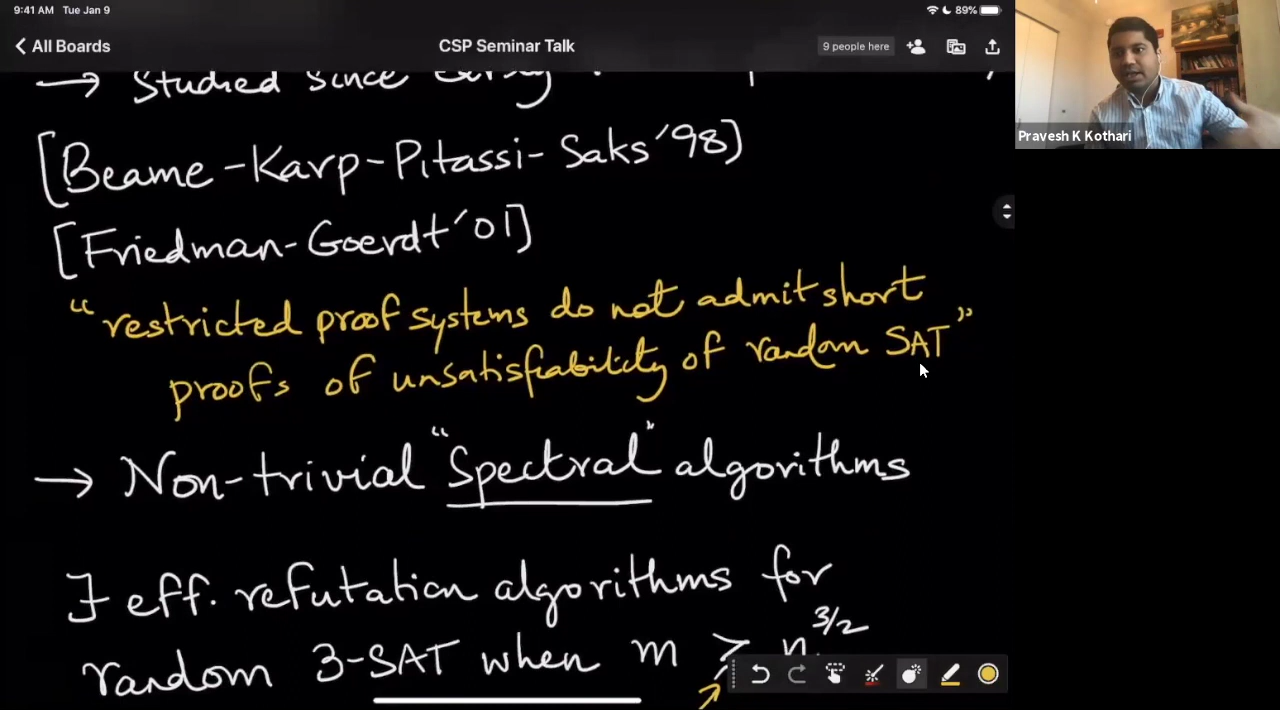 9:41 AM Tue Jan 9
89%
All Boards
CSP Seminar Talk
9 people here
Pravesh K Kothari
→ Studied since
[Beame-Karp-Pitassi-Saks '98]
[Friedman-Goerdt '01]
“restricted proof systems do not admit short
proofs of unsatisfiability of random SAT”
→ Non-trivial “Spectral” algorithms
∃ eff. refutation algorithms for
random 3-SAT when m ≥ n^{3/2}